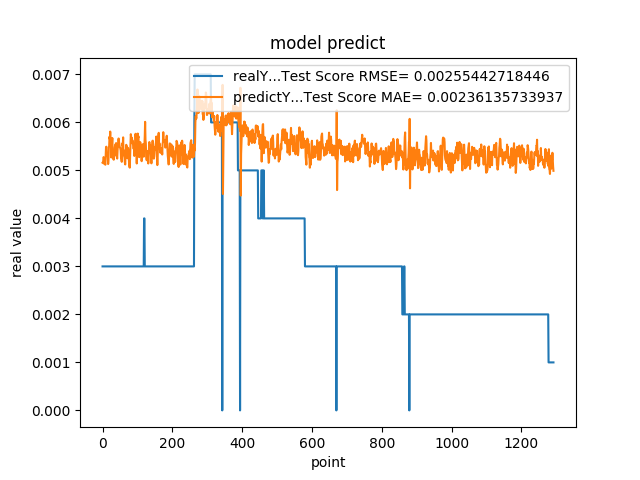 model predict
realY...Test Score RMSE= 0.00255442718446
predictY...Test Score MAE= 0.00236135733937
0.007
0.006
0.005
0.004
0.003
0.002
0.001
0.000
real value
0 200 400 600 800 1000 1200
point